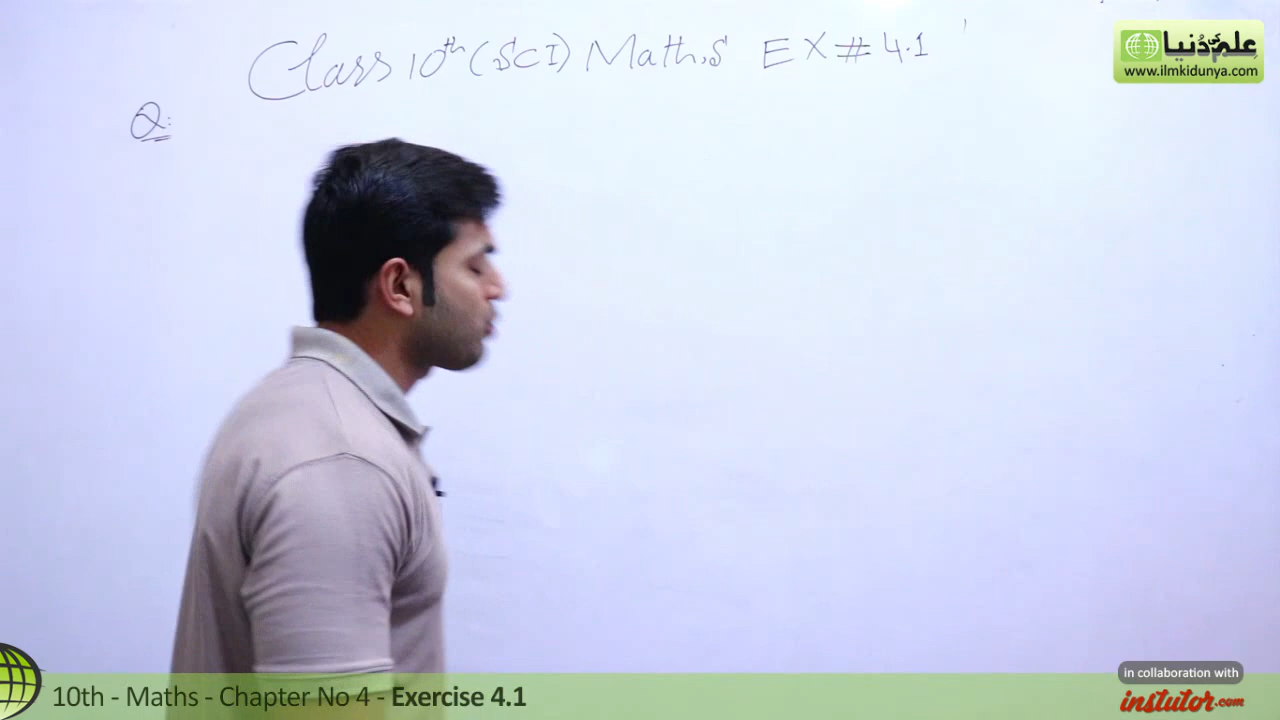 Class 10th (SCI) Maths EX # 4.1
Q:
علم کی دُنیا
www.ilmkidunya.com
in collaboration with
instutor.com
10th - Maths - Chapter No 4 - Exercise 4.1